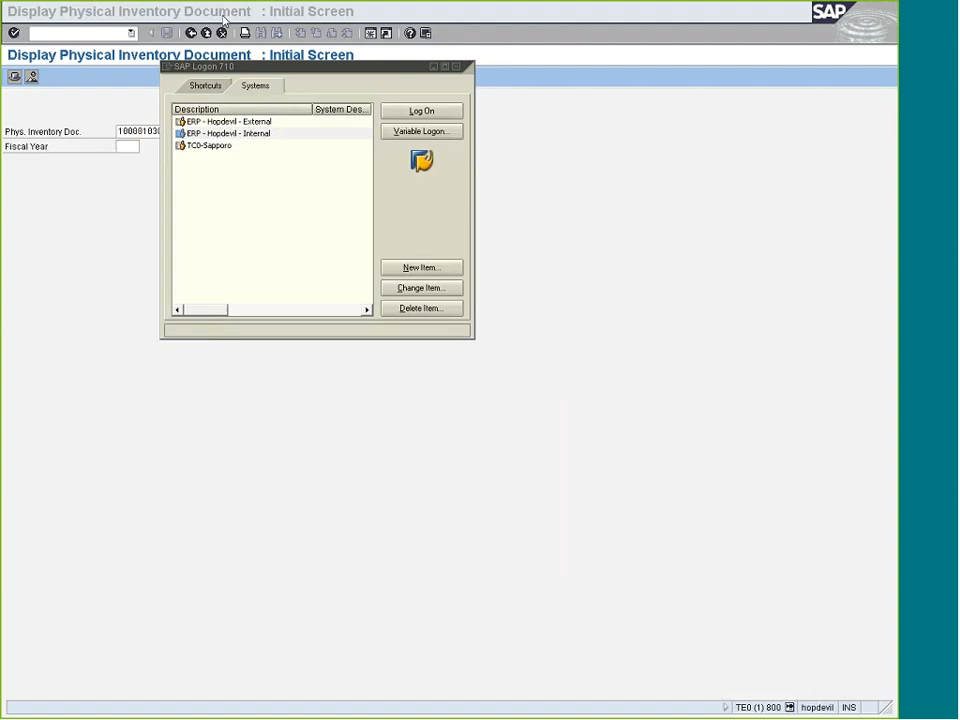 Display Physical Inventory Document : Initial Screen
SAP
Display Physical Inventory Document : Initial Screen
SAP Logon 710
Shortcuts
Systems
Description
System Des...
Log On
ERP - Hopdevil - External
Phys. Inventory Doc.
ERP - Hopdevil - Internal
Variable Logon...
Fiscal Year
TC0-Sapporo
New Item...
Change Item...
Delete Item...
TE0 (1) 800
hopdevil
INS